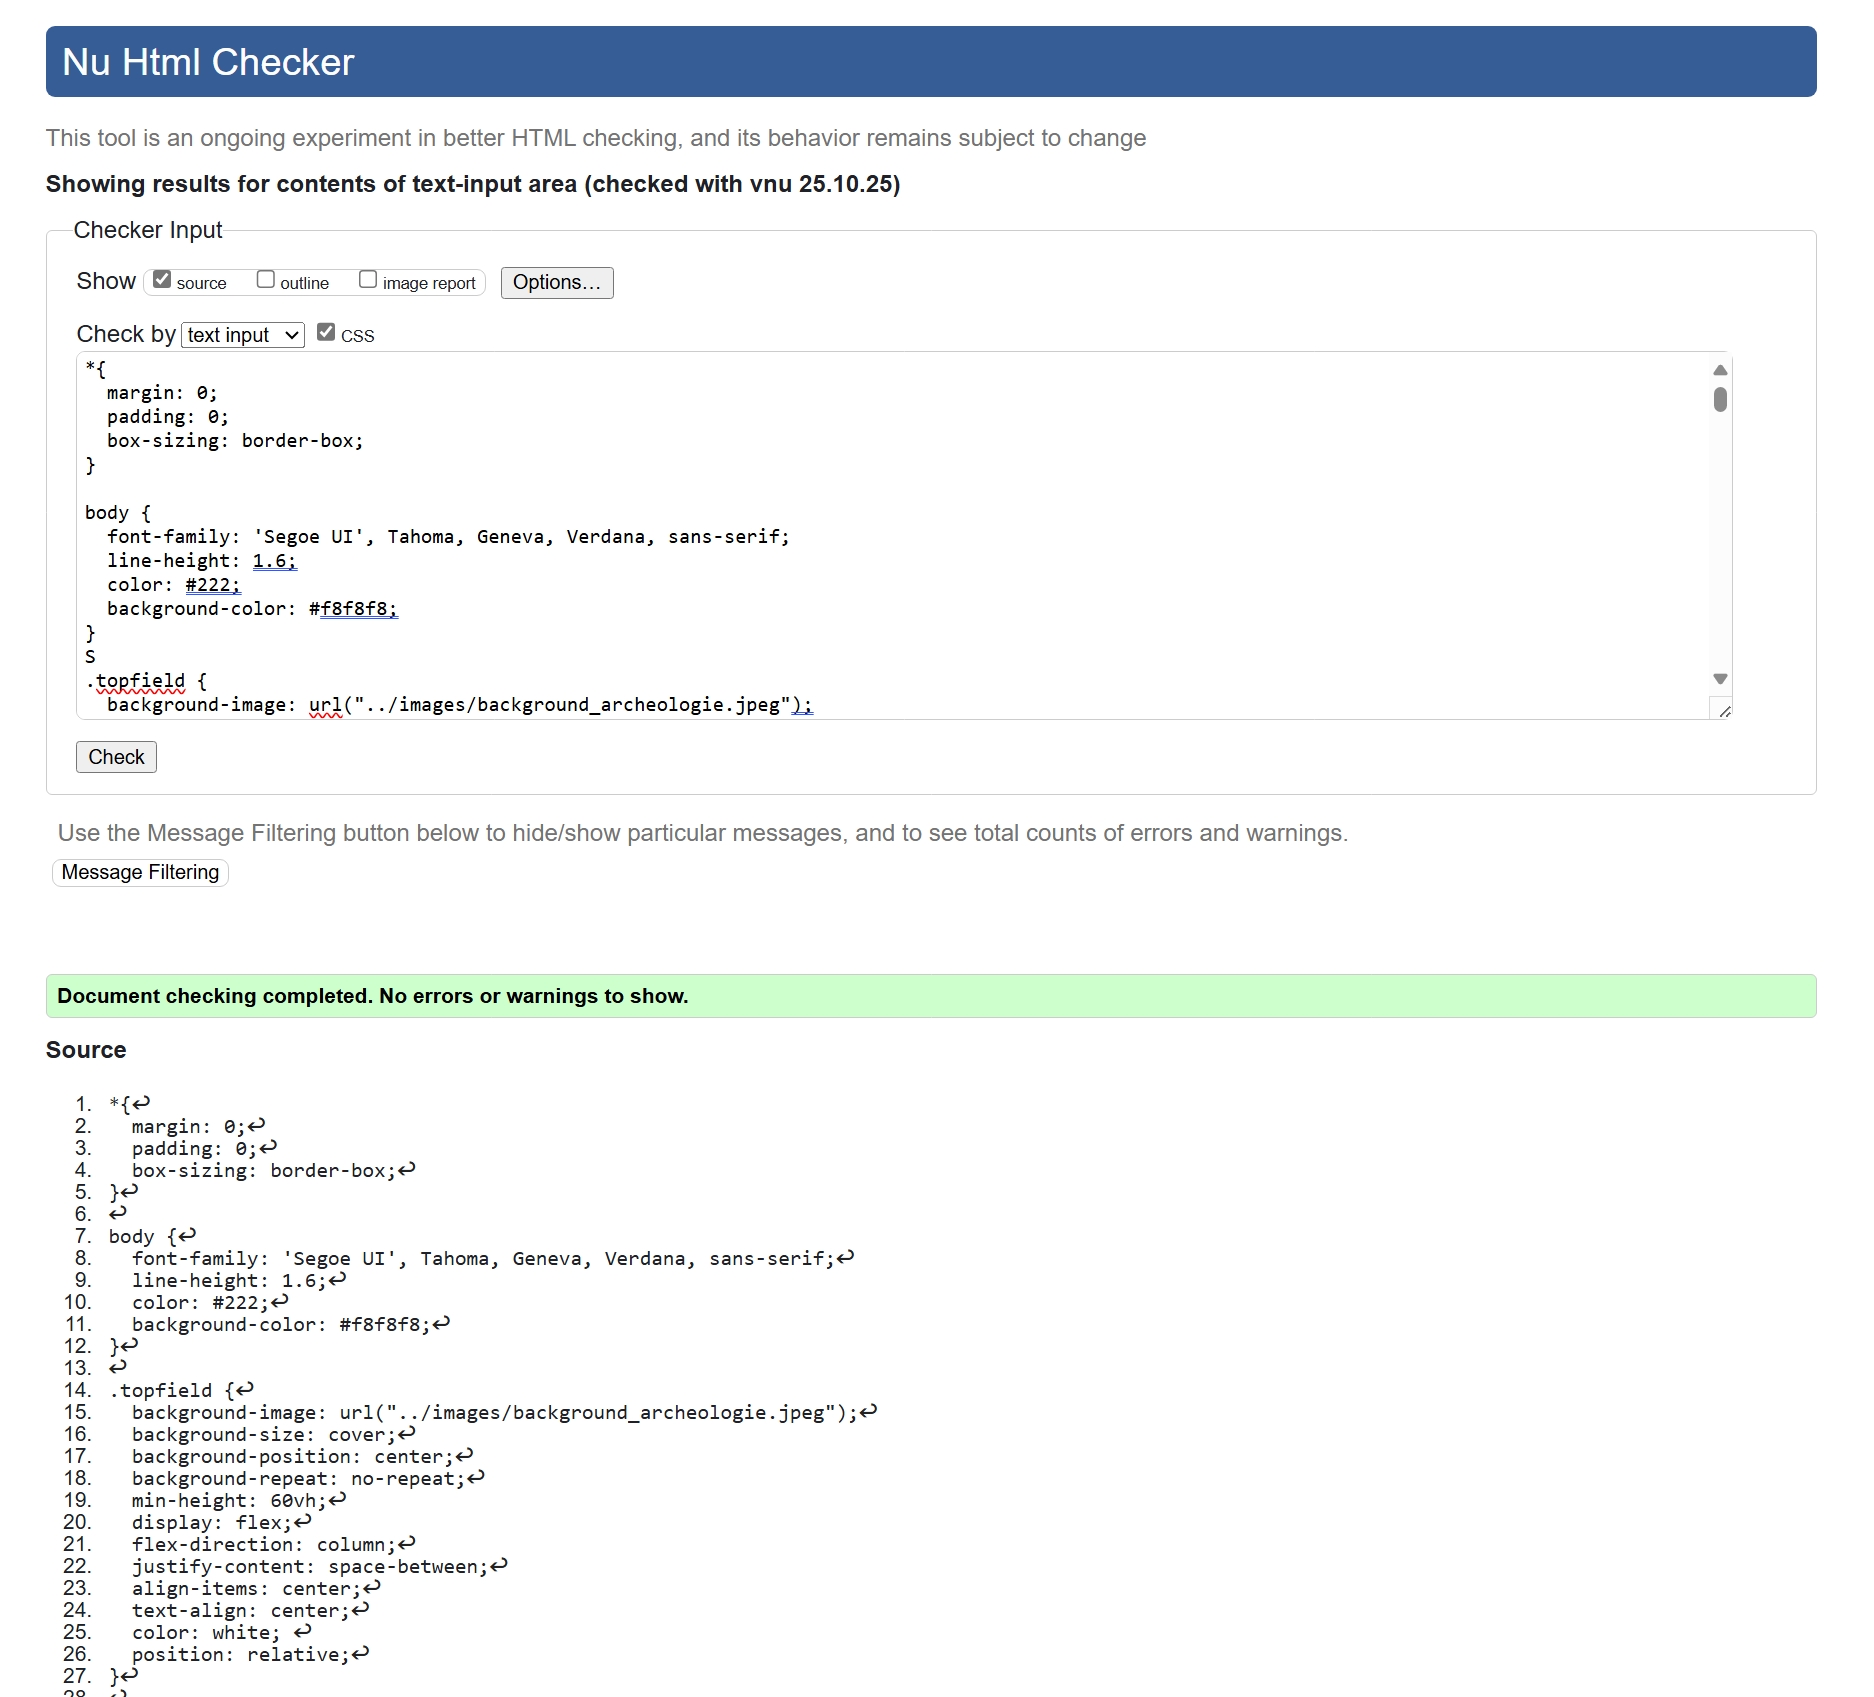 Nu Html Checker
This tool is an ongoing experiment in better HTML checking, and its behavior remains subject to change
Showing results for contents of text-input area (checked with vnu 25.10.25)
Checker Input
Show source outline image report Options...
Check by text input CSS
*{
  margin: 0;
  padding: 0;
  box-sizing: border-box;
}
body {
  font-family: 'Segoe UI', Tahoma, Geneva, Verdana, sans-serif;
  line-height: 1.6;
  color: #222;
  background-color: #f8f8f8;
}
S
.topfield {
  background-image: url("../images/background_archeologie.jpeg");
Check
Use the Message Filtering button below to hide/show particular messages, and to see total counts of errors and warnings.
Message Filtering
Document checking completed. No errors or warnings to show.
Source
1. *{↩
2.   margin: 0;↩
3.   padding: 0;↩
4.   box-sizing: border-box;↩
5. }↩
6. ↩
7. body {↩
8.   font-family: 'Segoe UI', Tahoma, Geneva, Verdana, sans-serif;↩
9.   line-height: 1.6;↩
10.   color: #222;↩
11.   background-color: #f8f8f8;↩
12. }↩
13. ↩
14. .topfield {↩
15.   background-image: url("../images/background_archeologie.jpeg");↩
16.   background-size: cover;↩
17.   background-position: center;↩
18.   background-repeat: no-repeat;↩
19.   min-height: 60vh;↩
20.   display: flex;↩
21.   flex-direction: column;↩
22.   justify-content: space-between;↩
23.   align-items: center;↩
24.   text-align: center;↩
25.   color: white; ↩
26.   position: relative;↩
27. }↩
28. ↩